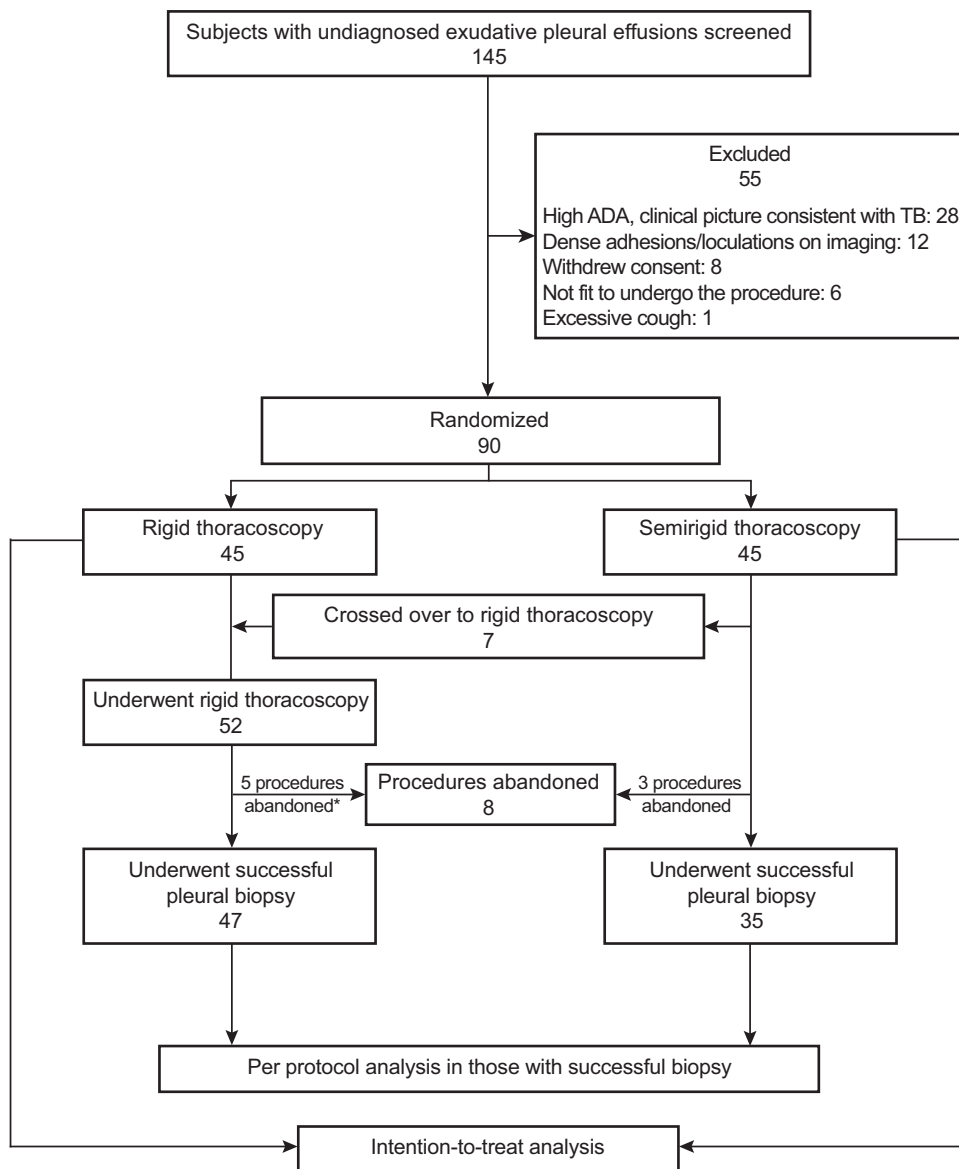 Subjects with undiagnosed exudative pleural effusions screened
145
Excluded
55
High ADA, clinical picture consistent with TB: 28
Dense adhesions/loculations on imaging: 12
Withdrew consent: 8
Not fit to undergo the procedure: 6
Excessive cough: 1
Randomized
90
Rigid thoracoscopy
45
Semirigid thoracoscopy
45
Crossed over to rigid thoracoscopy
7
Underwent rigid thoracoscopy
52
5 procedures
abandoned*
Procedures abandoned
8
3 procedures
abandoned
Underwent successful
pleural biopsy
47
Underwent successful
pleural biopsy
35
Per protocol analysis in those with successful biopsy
Intention-to-treat analysis